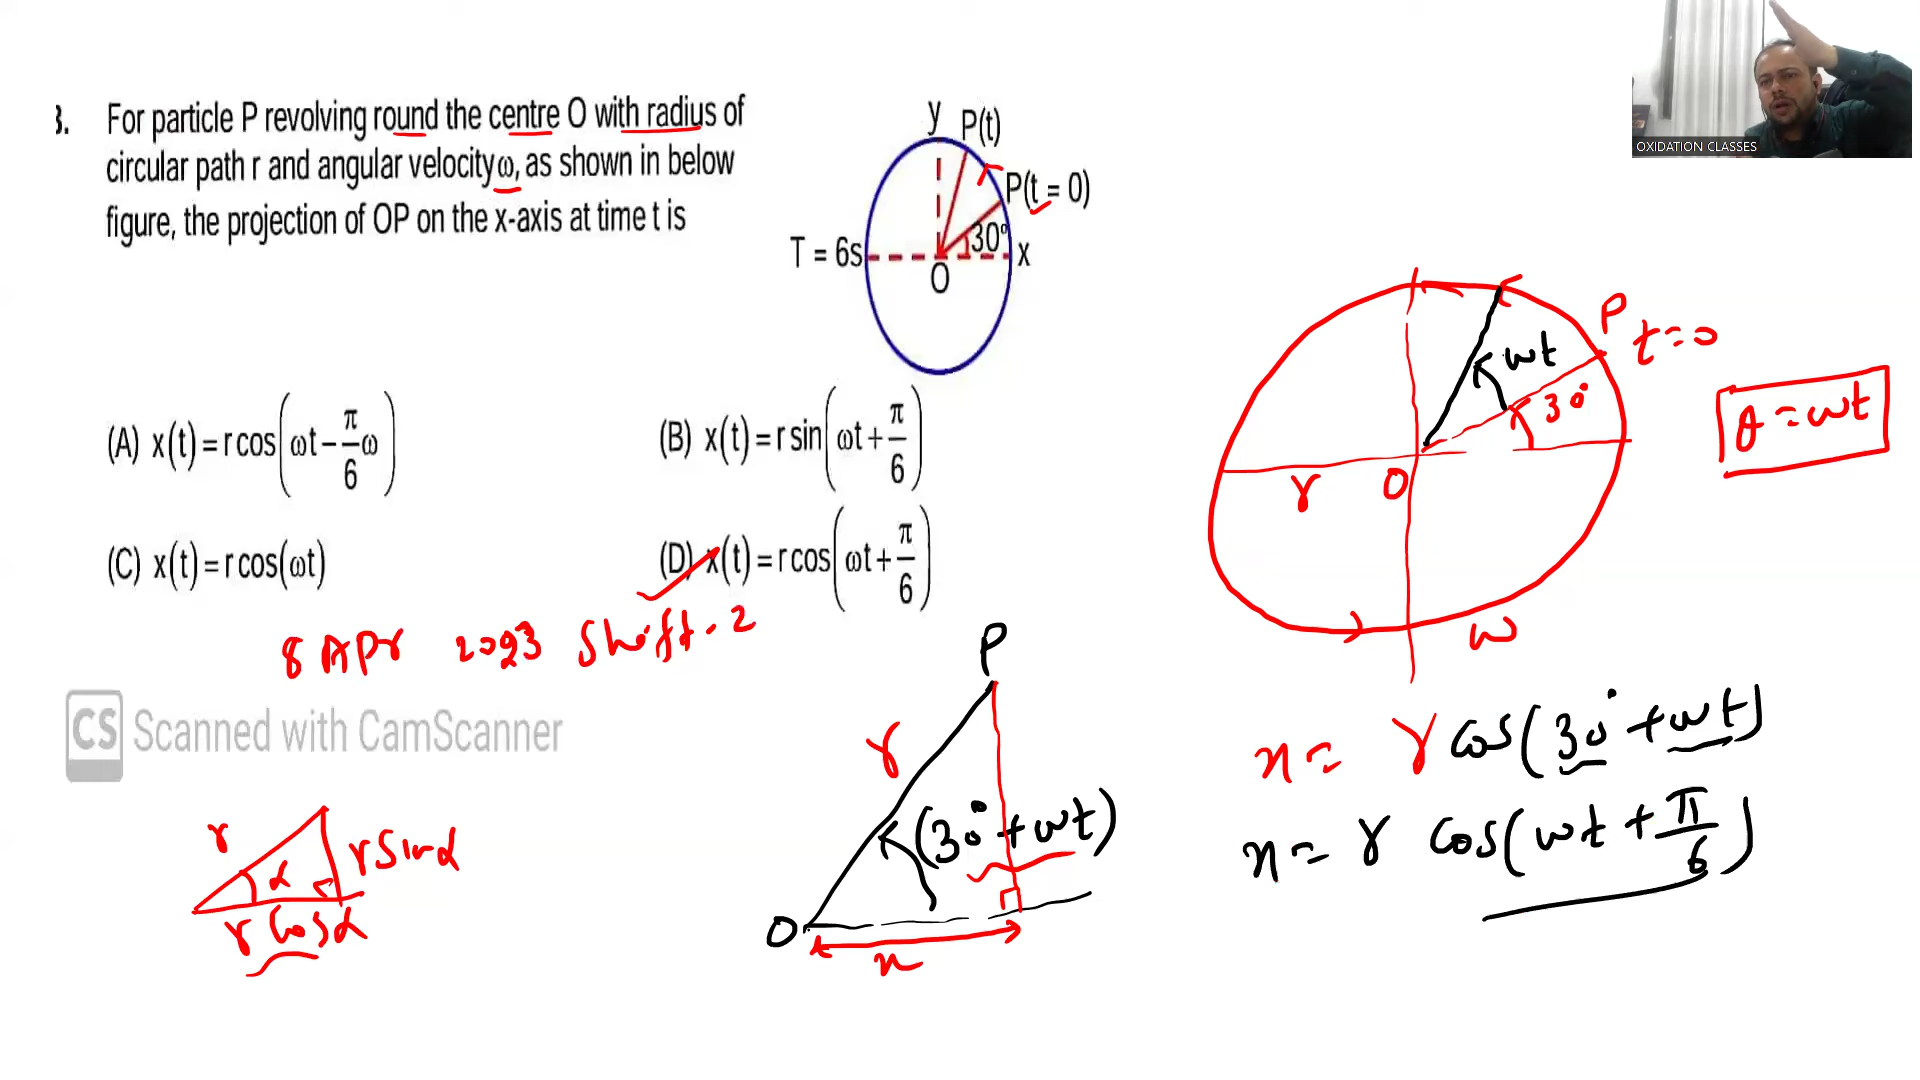 3. For particle P revolving round the centre O with radius of
circular path r and angular velocity ω, as shown in below
figure, the projection of OP on the x-axis at time t is
y P(t)
P(t = 0)
T = 6s 30° x
O
(A) x(t) = r cos(ωt − π/6 ω)
(B) x(t) = r sin(ωt + π/6)
(C) x(t) = r cos(ωt)
(D) x(t) = r cos(ωt + π/6)
8 Apr 2023 Shift-2
CS Scanned with CamScanner
r
α
r sinα
r cosα
P
r
(30° + ωt)
O
x
P
t=0
ωt
30°
r O
ω
θ = ωt
x = r cos(30° + ωt)
x = r cos(ωt + π/6)
OXIDATION CLASSES